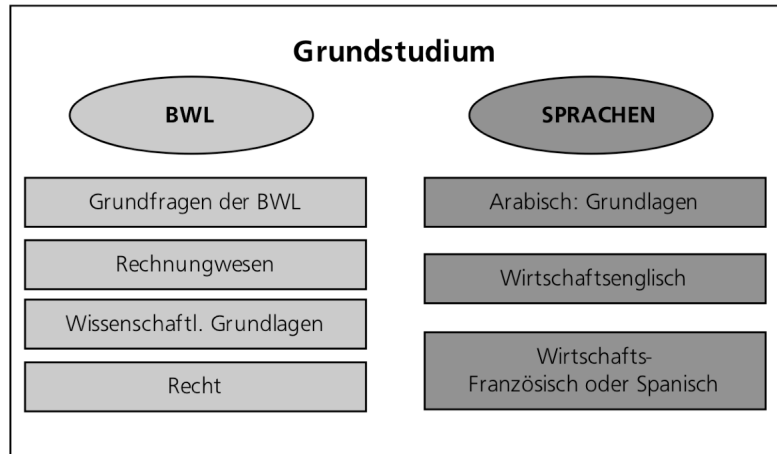 Grundstudium
BWL
Grundfragen der BWL
Rechnungwesen
Wissenschaftl. Grundlagen
Recht
SPRACHEN
Arabisch: Grundlagen
Wirtschaftsenglisch
Wirtschafts-
Französisch oder Spanisch